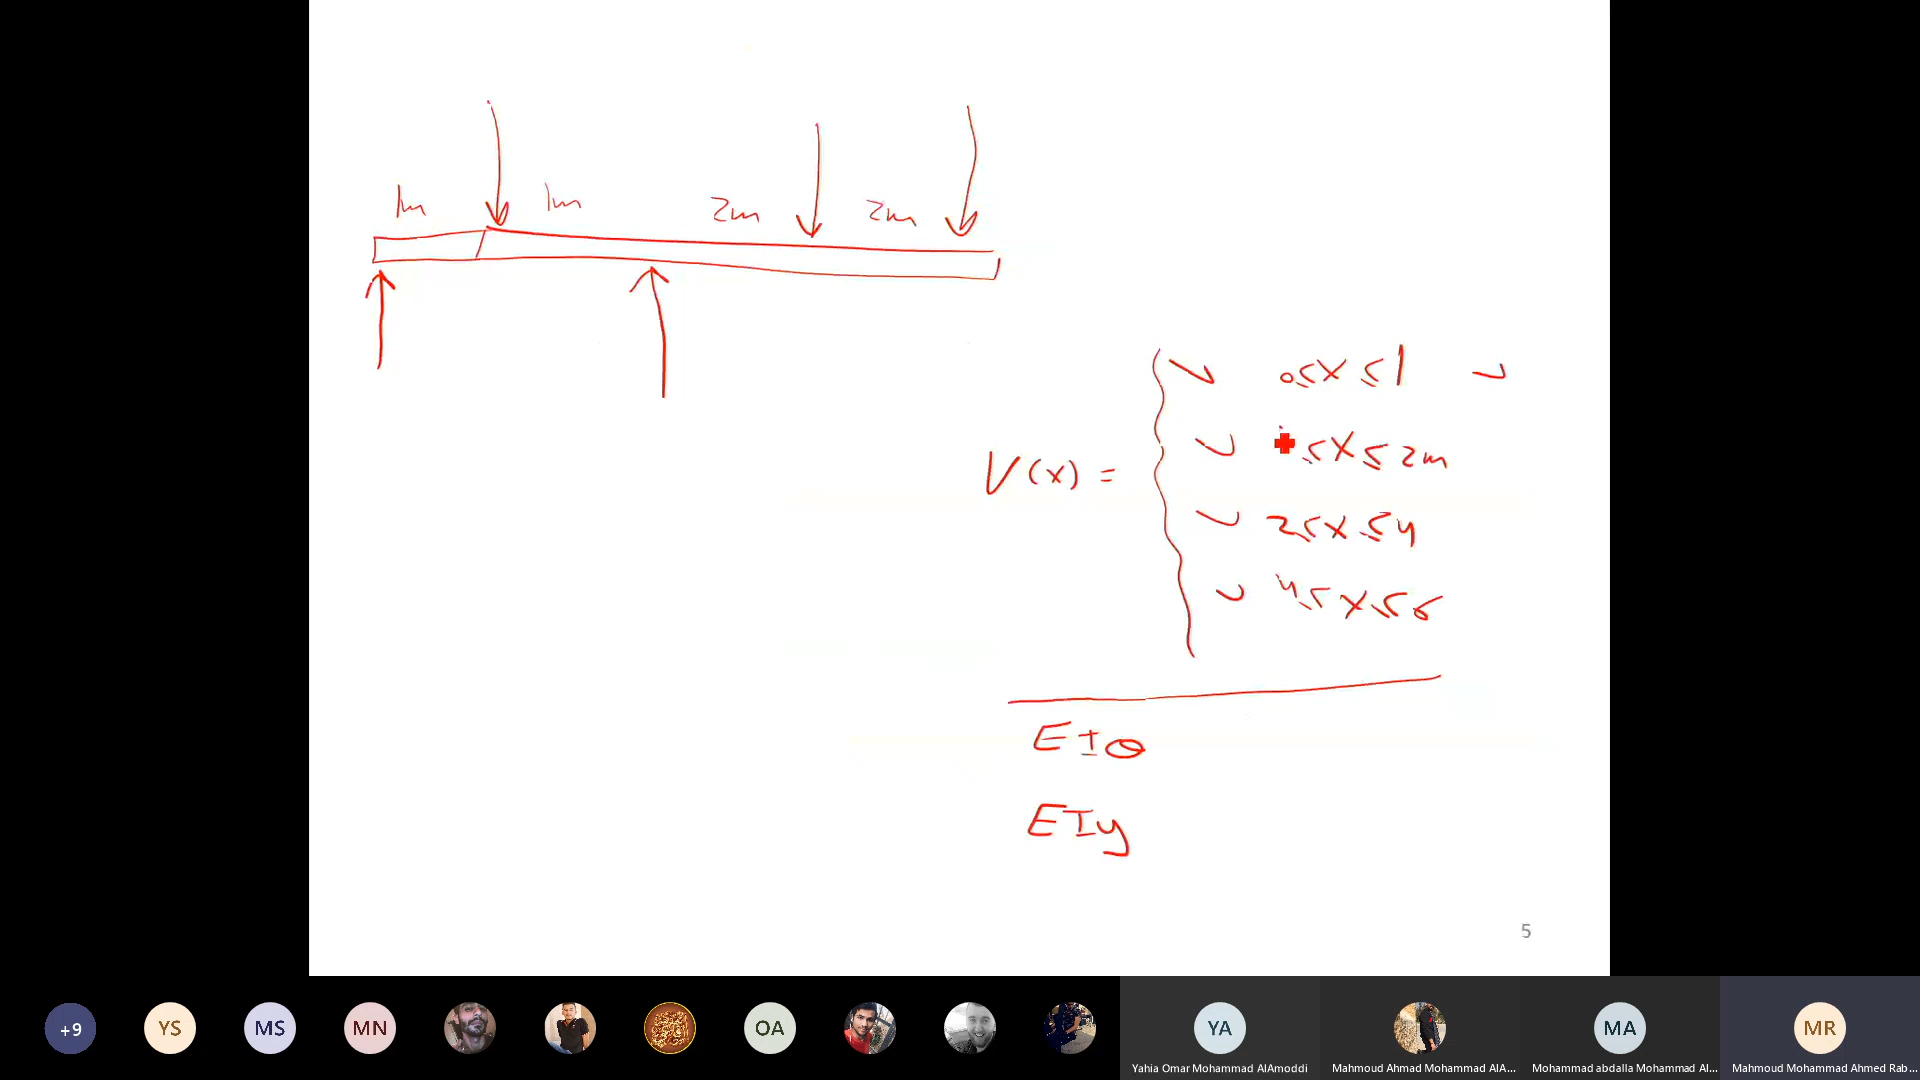 1m 1m 2m 2m
0≤X≤1
V(x) =
1≤X≤2m
2≤X≤4
4≤X≤6
EIθ
EIy
5
+9 YS MS MN OA YA MA MR
Yahia Omar Mohammad AlAmoddi Mahmoud Ahmad Mohammad AlA... Mohammad abdalla Mohammad Al... Mahmoud Mohammad Ahmed Rab...